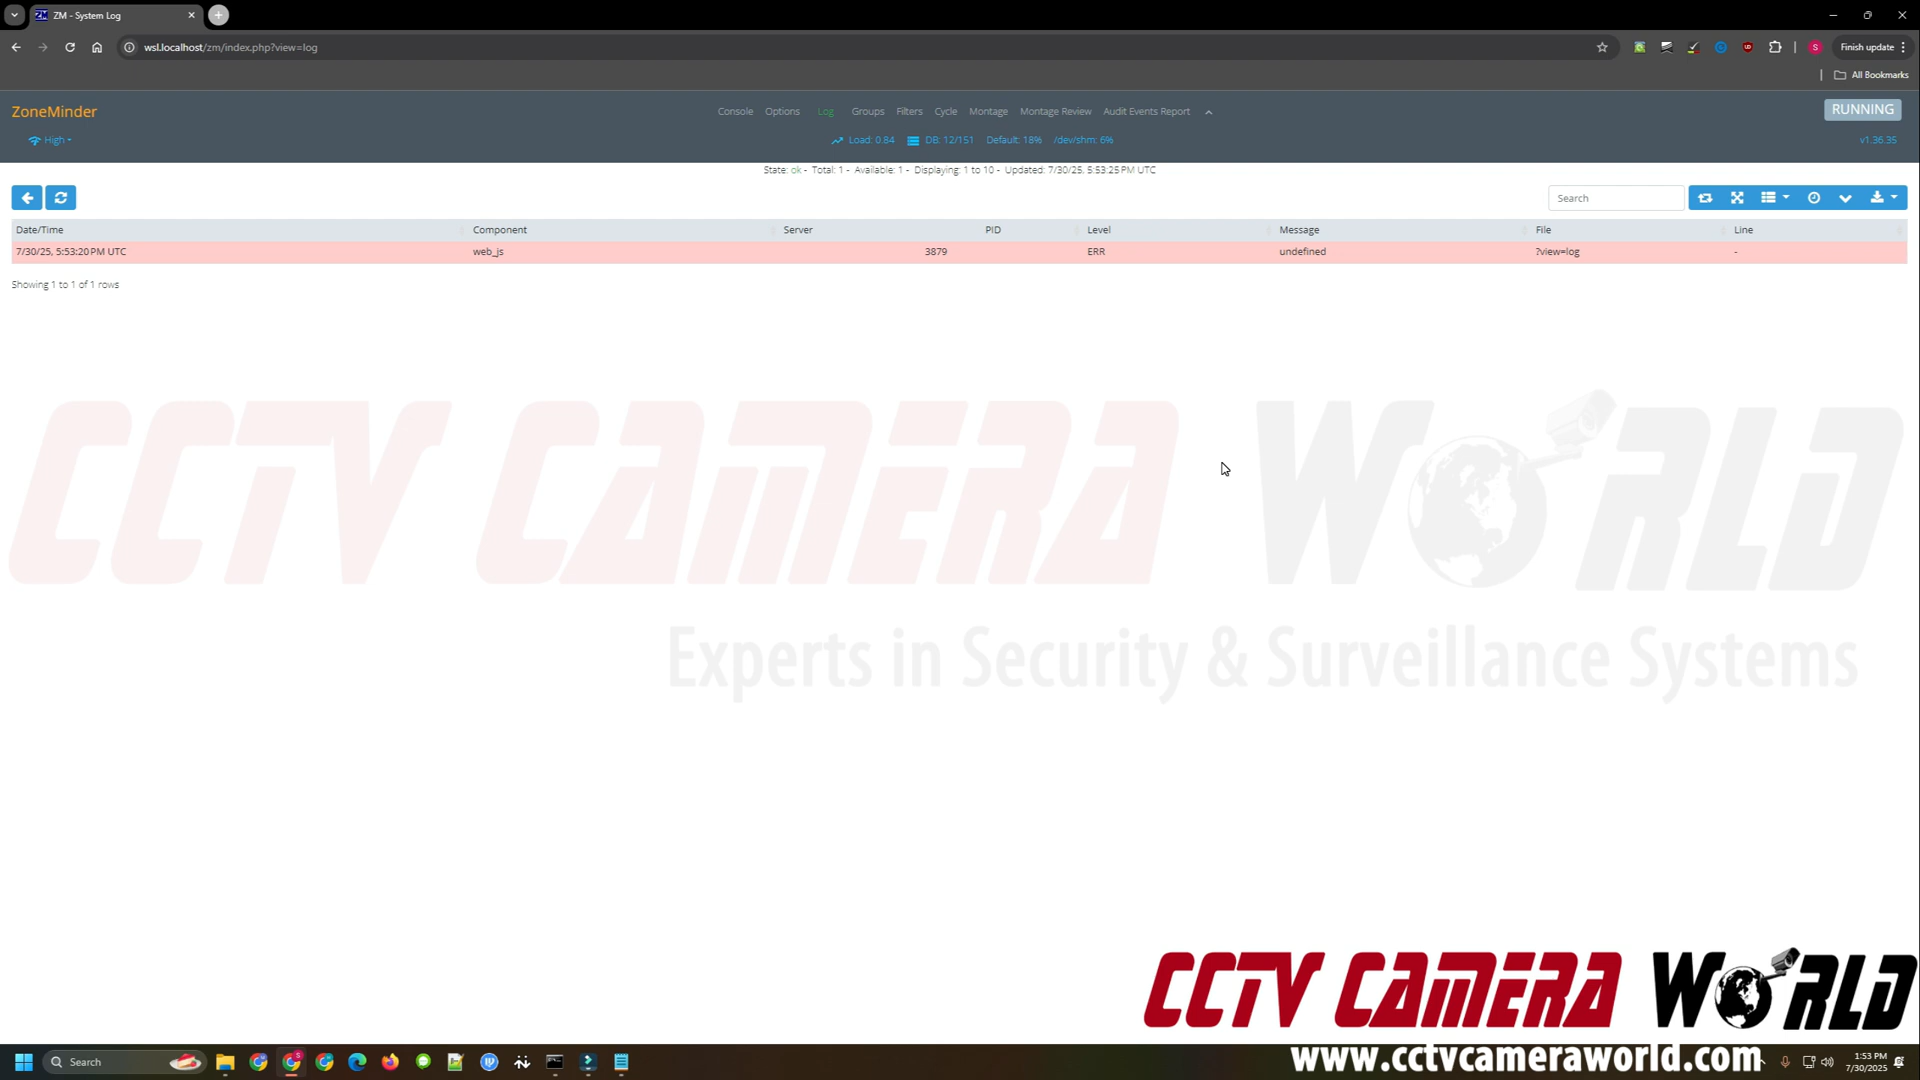 ZM - System Log
wsl.localhost/zm/index.php?view=log
Finish update
All Bookmarks
ZoneMinder
Console Options Log Groups Filters Cycle Montage Montage Review Audit Events Report
RUNNING
High
Load: 0.84 DB: 12/151 Default: 18% /dev/shm: 6%
v1.36.35
State: ok - Total: 1 - Available: 1 - Displaying: 1 to 10 - Updated: 7/30/25, 5:53:25 PM UTC
Search
Date/Time Component Server PID Level Message File Line
7/30/25, 5:53:20 PM UTC web_js 3879 ERR undefined ?view=log -
Showing 1 to 1 of 1 rows
CCTV CAMERA WORLD
Experts in Security & Surveillance Systems
CCTV CAMERA WORLD
www.cctvcameraworld.com
Search
1:53 PM
7/30/2025